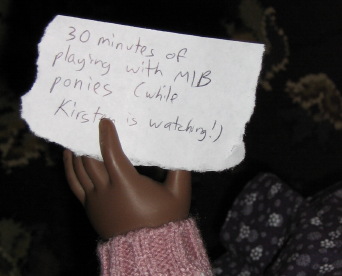 30 minutes of
playing with MIB
ponies (while
Kirsten is watching!)